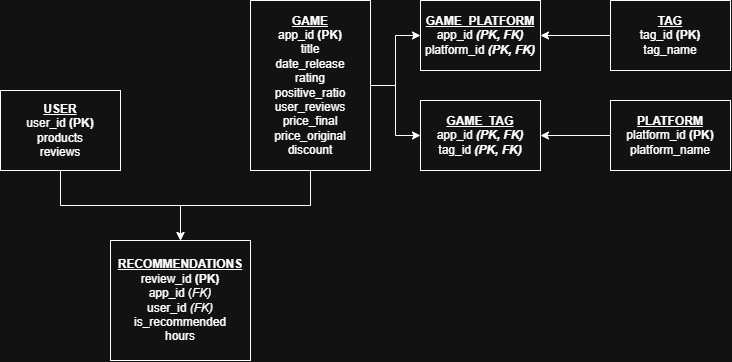 GAME
app_id (PK)
title
date_release
rating
positive_ratio
user_reviews
price_final
price_original
discount
GAME_PLATFORM
app_id (PK, FK)
platform_id (PK, FK)
TAG
tag_id (PK)
tag_name
USER
user_id (PK)
products
reviews
GAME_TAG
app_id (PK, FK)
tag_id (PK, FK)
PLATFORM
platform_id (PK)
platform_name
RECOMMENDATIONS
review_id (PK)
app_id (FK)
user_id (FK)
is_recommended
hours